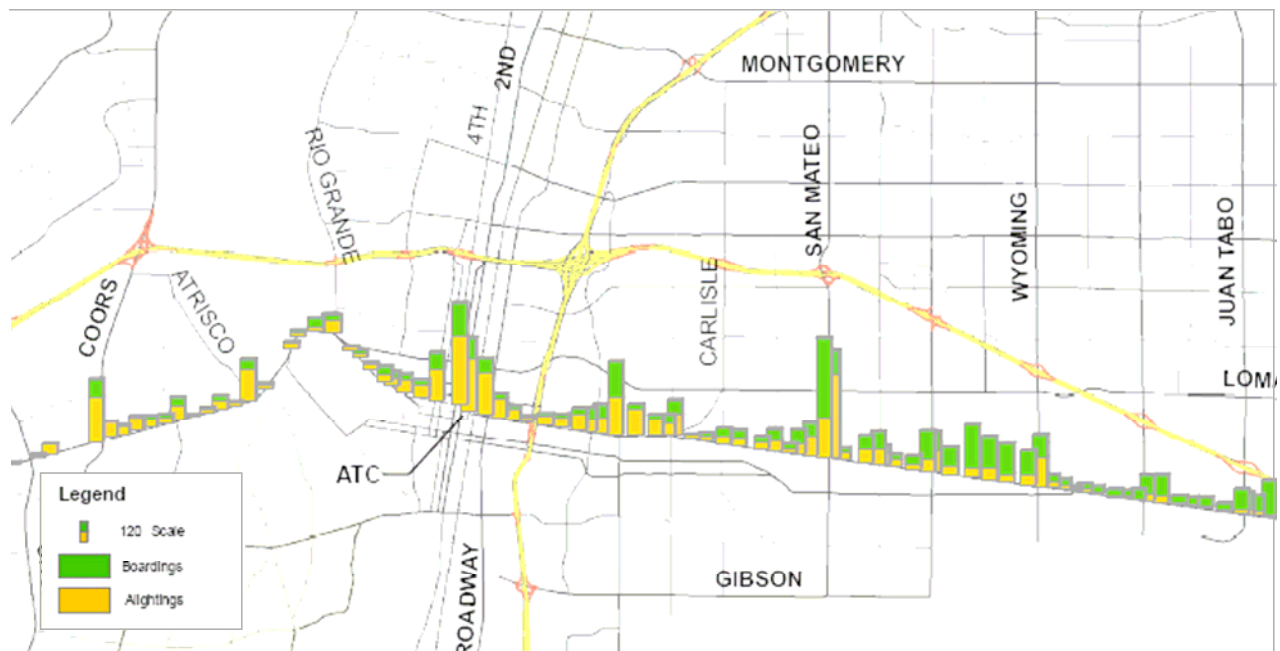 MONTGOMERY
2ND
4TH
RIO GRANDE
SAN MATEO
WYOMING
JUAN TABO
COORS
ATRISCO
CARLISLE
LOMA
ATC
Legend
120 Scale
Boardings
Alightings
ROADWAY
GIBSON